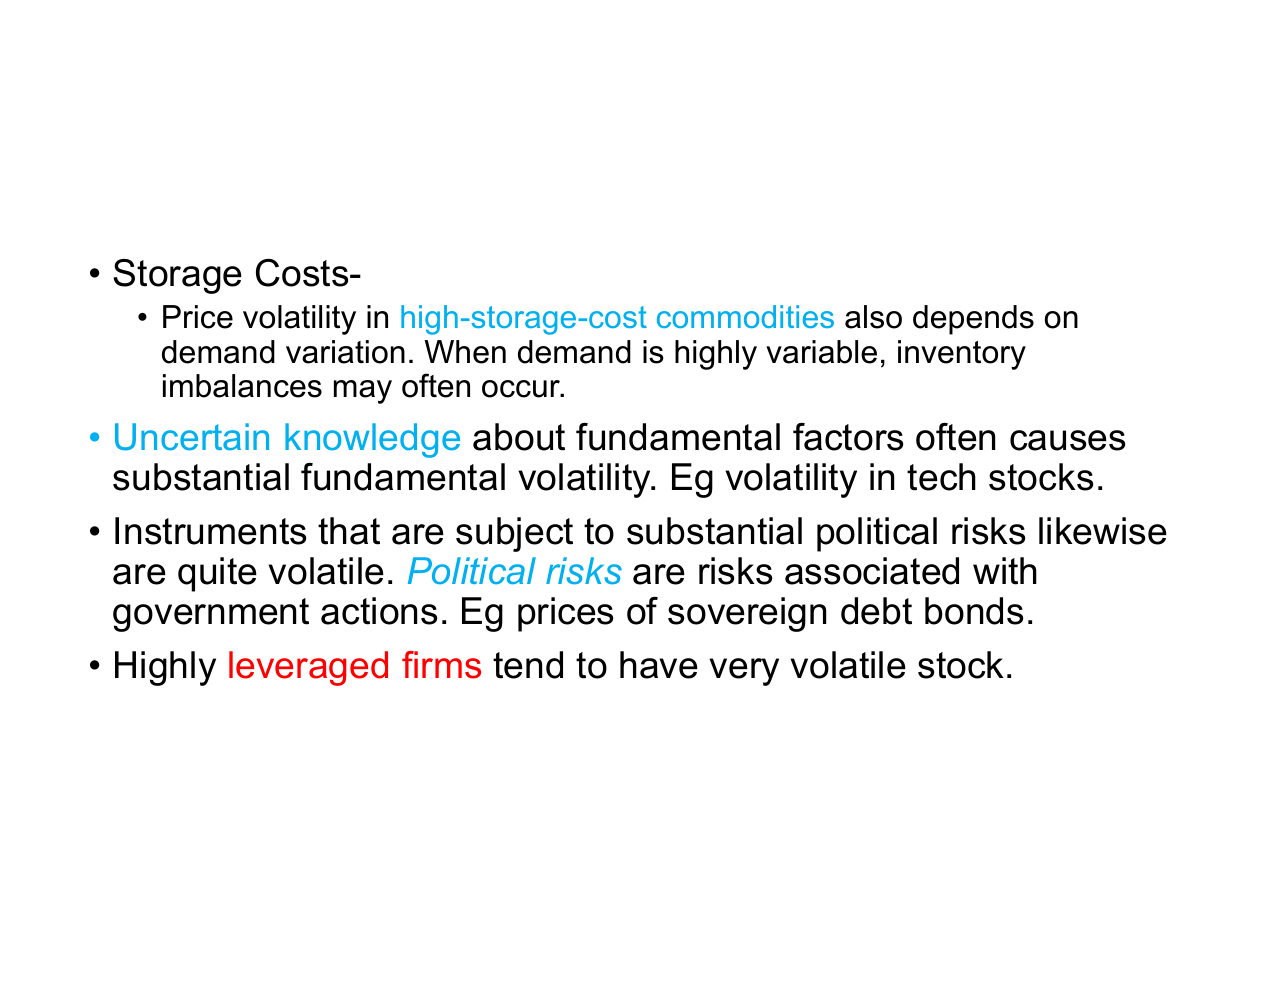 • Storage Costs-
• Price volatility in high-storage-cost commodities also depends on
demand variation. When demand is highly variable, inventory
imbalances may often occur.
• Uncertain knowledge about fundamental factors often causes
substantial fundamental volatility. Eg volatility in tech stocks.
• Instruments that are subject to substantial political risks likewise
are quite volatile. Political risks are risks associated with
government actions. Eg prices of sovereign debt bonds.
• Highly leveraged firms tend to have very volatile stock.